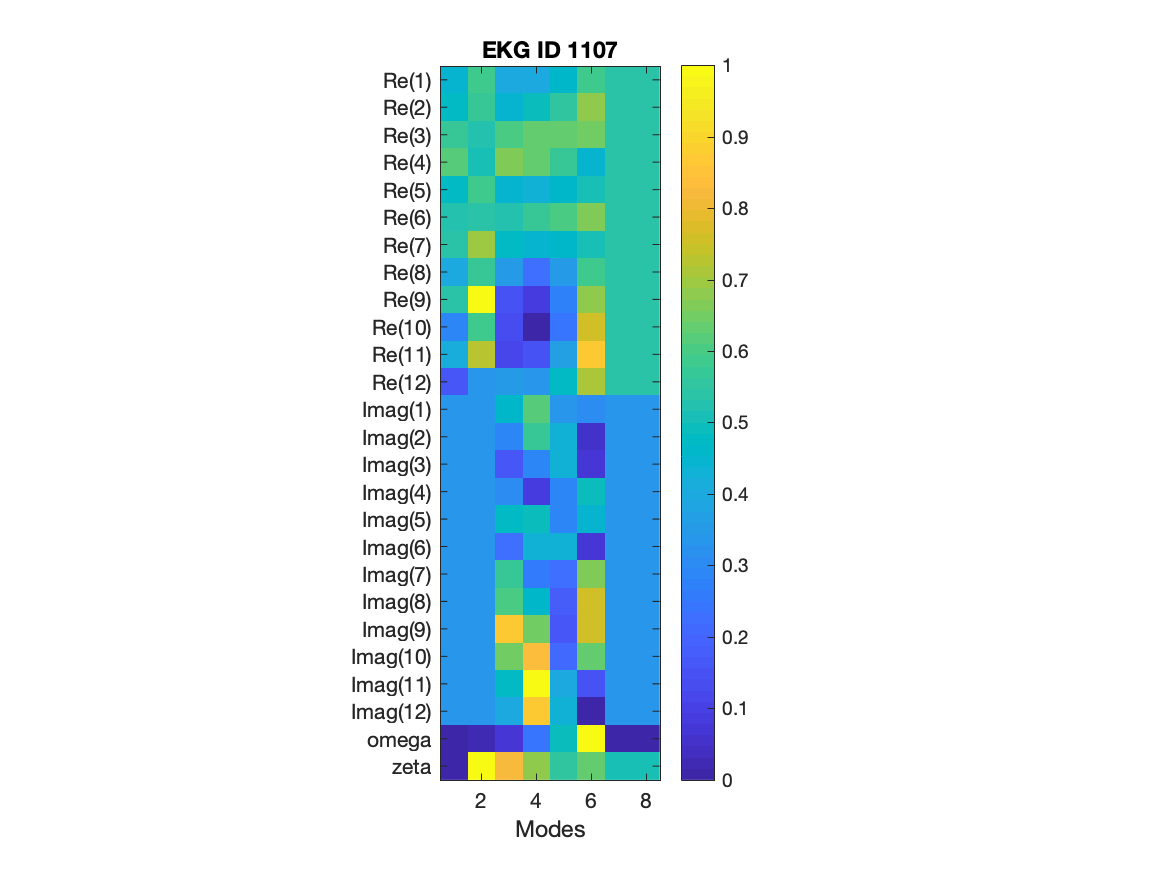 EKG ID 1107
Re(1)
Re(2)
Re(3)
Re(4)
Re(5)
Re(6)
Re(7)
Re(8)
Re(9)
Re(10)
Re(11)
Re(12)
Imag(1)
Imag(2)
Imag(3)
Imag(4)
Imag(5)
Imag(6)
Imag(7)
Imag(8)
Imag(9)
Imag(10)
Imag(11)
Imag(12)
omega
zeta
2 4 6 8
Modes
1
0.9
0.8
0.7
0.6
0.5
0.4
0.3
0.2
0.1
0